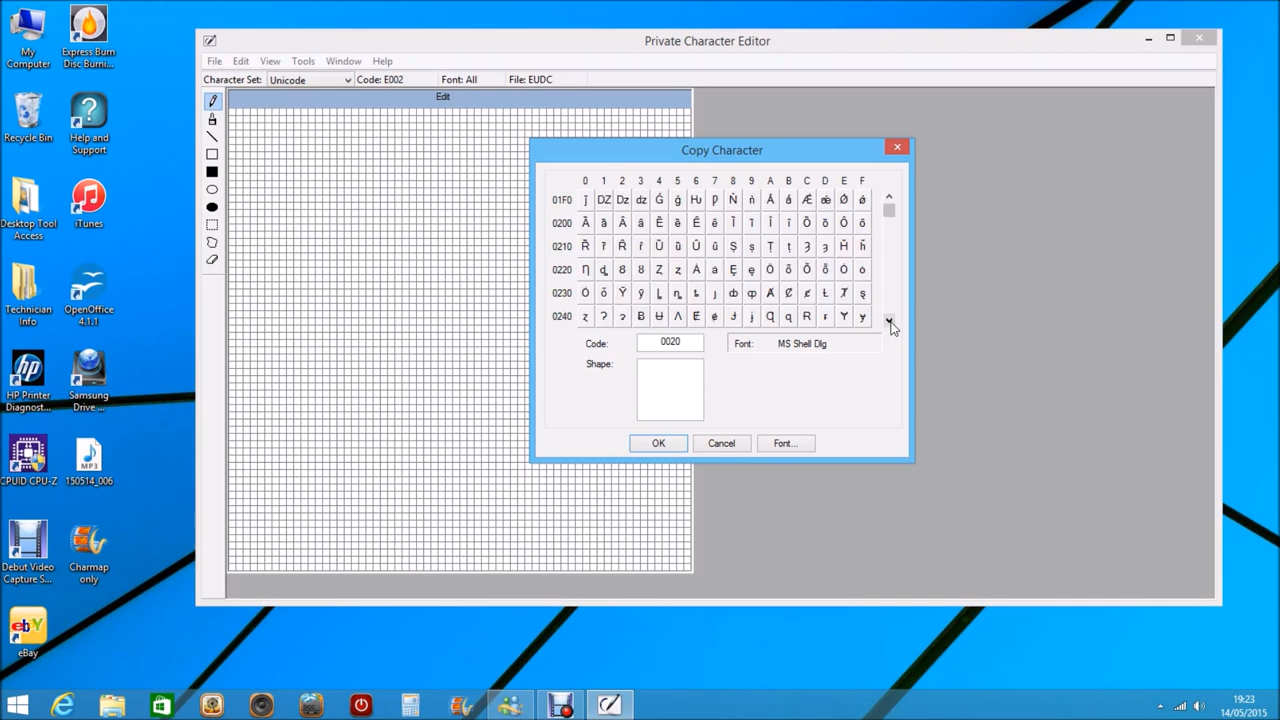 My
Computer
Express Burn
Disc Burni...
Recycle Bin
Help and
Support
Desktop Tool
Access
iTunes
Technician
Info
OpenOffice
4.1.1
HP Printer
Diagnost...
Samsung
Drive ...
CPUID CPU-Z
150514_006
Debut Video
Capture S...
Charmap
only
eBay
Private Character Editor
File Edit View Tools Window Help
Character Set: Unicode Code: E002 Font: All File: EUDC
Edit
Copy Character
0 1 2 3 4 5 6 7 8 9 A B C D E F
01F0 ǰ Ǳ ǲ ǳ Ǵ ǵ Ƕ Ƿ Ǹ ǹ Ǻ ǻ Ǽ ǽ Ǿ ǿ
0200 Ȁ ȁ Ȃ ȃ Ȅ ȅ Ȇ ȇ Ȉ ȉ Ȋ ȋ Ȍ ȍ Ȏ ȏ
0210 Ȑ ȑ Ȓ ȓ Ȕ ȕ Ȗ ȗ Ș ș Ț ț Ȝ ȝ Ȟ ȟ
0220 Ƞ ȡ Ȣ ȣ Ȥ ȥ Ȧ ȧ Ȩ ȩ Ȫ ȫ Ȭ ȭ Ȯ ȯ
0230 Ȱ ȱ Ȳ ȳ ȴ ȵ ȶ ȷ ȸ ȹ Ⱥ Ȼ ȼ Ƚ Ⱦ ȿ
0240 ɀ Ɂ ɂ Ƀ Ʉ Ʌ Ɇ ɇ Ɉ ɉ Ɋ ɋ Ɍ ɍ Ɏ ɏ
Code: 0020 Font: MS Shell Dlg
Shape:
OK Cancel Font...
19:23
14/05/2015